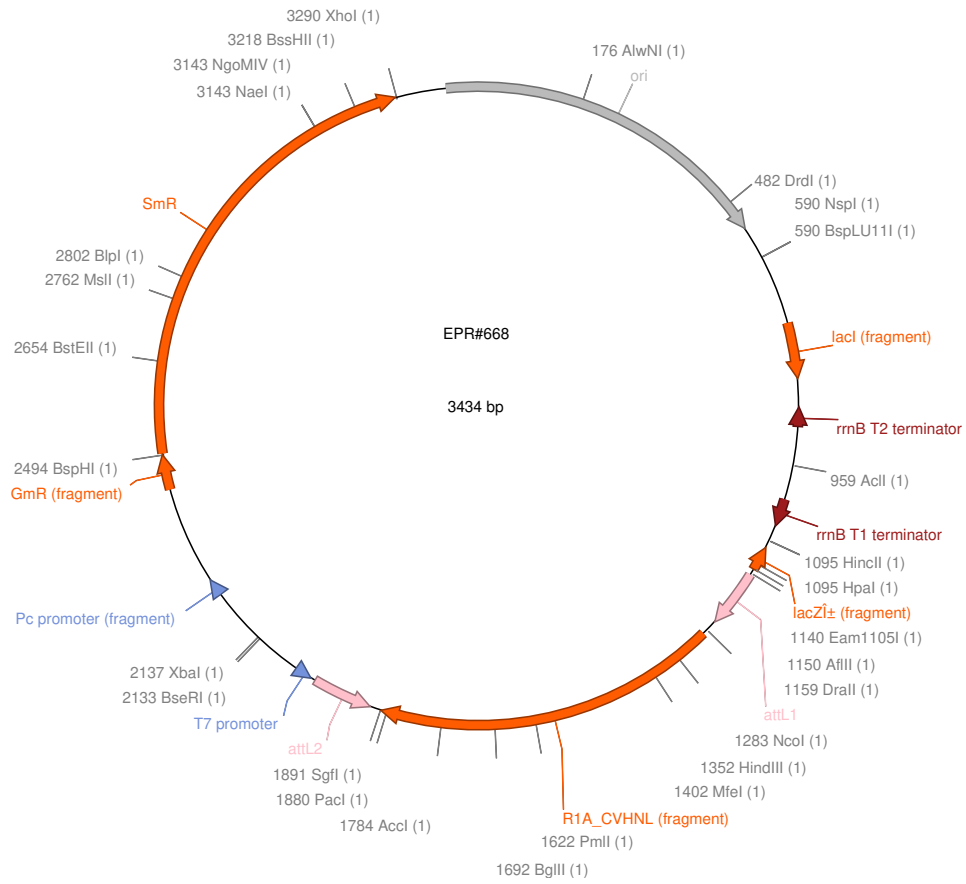 3290 XhoI (1)
3218 BssHII (1)
3143 NgoMIV (1)
3143 NaeI (1)
176 AlwNI (1)
ori
482 DrdI (1)
590 NspI (1)
590 BspLU11I (1)
SmR
2802 BlpI (1)
2762 MslI (1)
2654 BstEII (1)
EPR#668
3434 bp
lacI (fragment)
rrnB T2 terminator
2494 BspHI (1)
GmR (fragment)
959 AclI (1)
rrnB T1 terminator
1095 HincII (1)
1095 HpaI (1)
lacZÎ± (fragment)
Pc promoter (fragment)
1140 Eam1105I (1)
1150 AflII (1)
1159 DraII (1)
2137 XbaI (1)
2133 BseRI (1)
T7 promoter
attL1
attL2
1283 NcoI (1)
1352 HindIII (1)
1402 MfeI (1)
1891 SgfI (1)
1880 PacI (1)
1784 AccI (1)
R1A_CVHNL (fragment)
1622 PmlI (1)
1692 BglII (1)